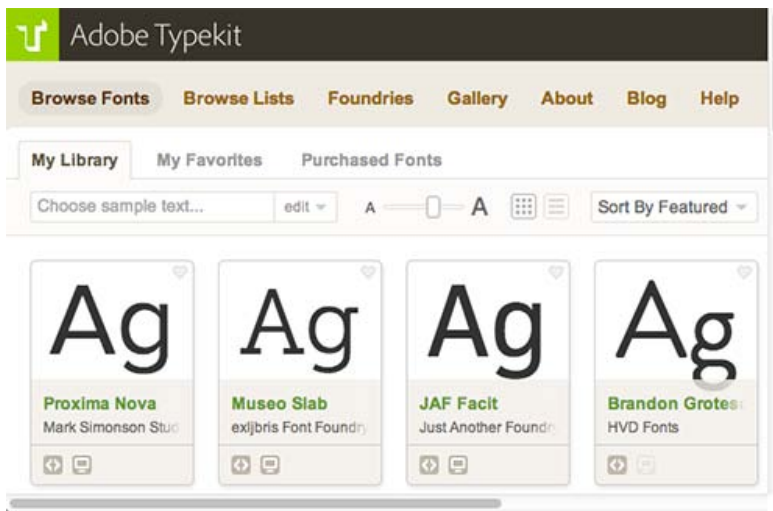 Adobe Typekit
Browse Fonts Browse Lists Foundries Gallery About Blog Help
My Library My Favorites Purchased Fonts
Choose sample text... edit A A Sort By Featured
Ag Ag Ag Ag
Proxima Nova Museo Slab JAF Facit Brandon Grotes
Mark Simonson Stud exljbris Font Foundry Just Another Foundr HVD Fonts